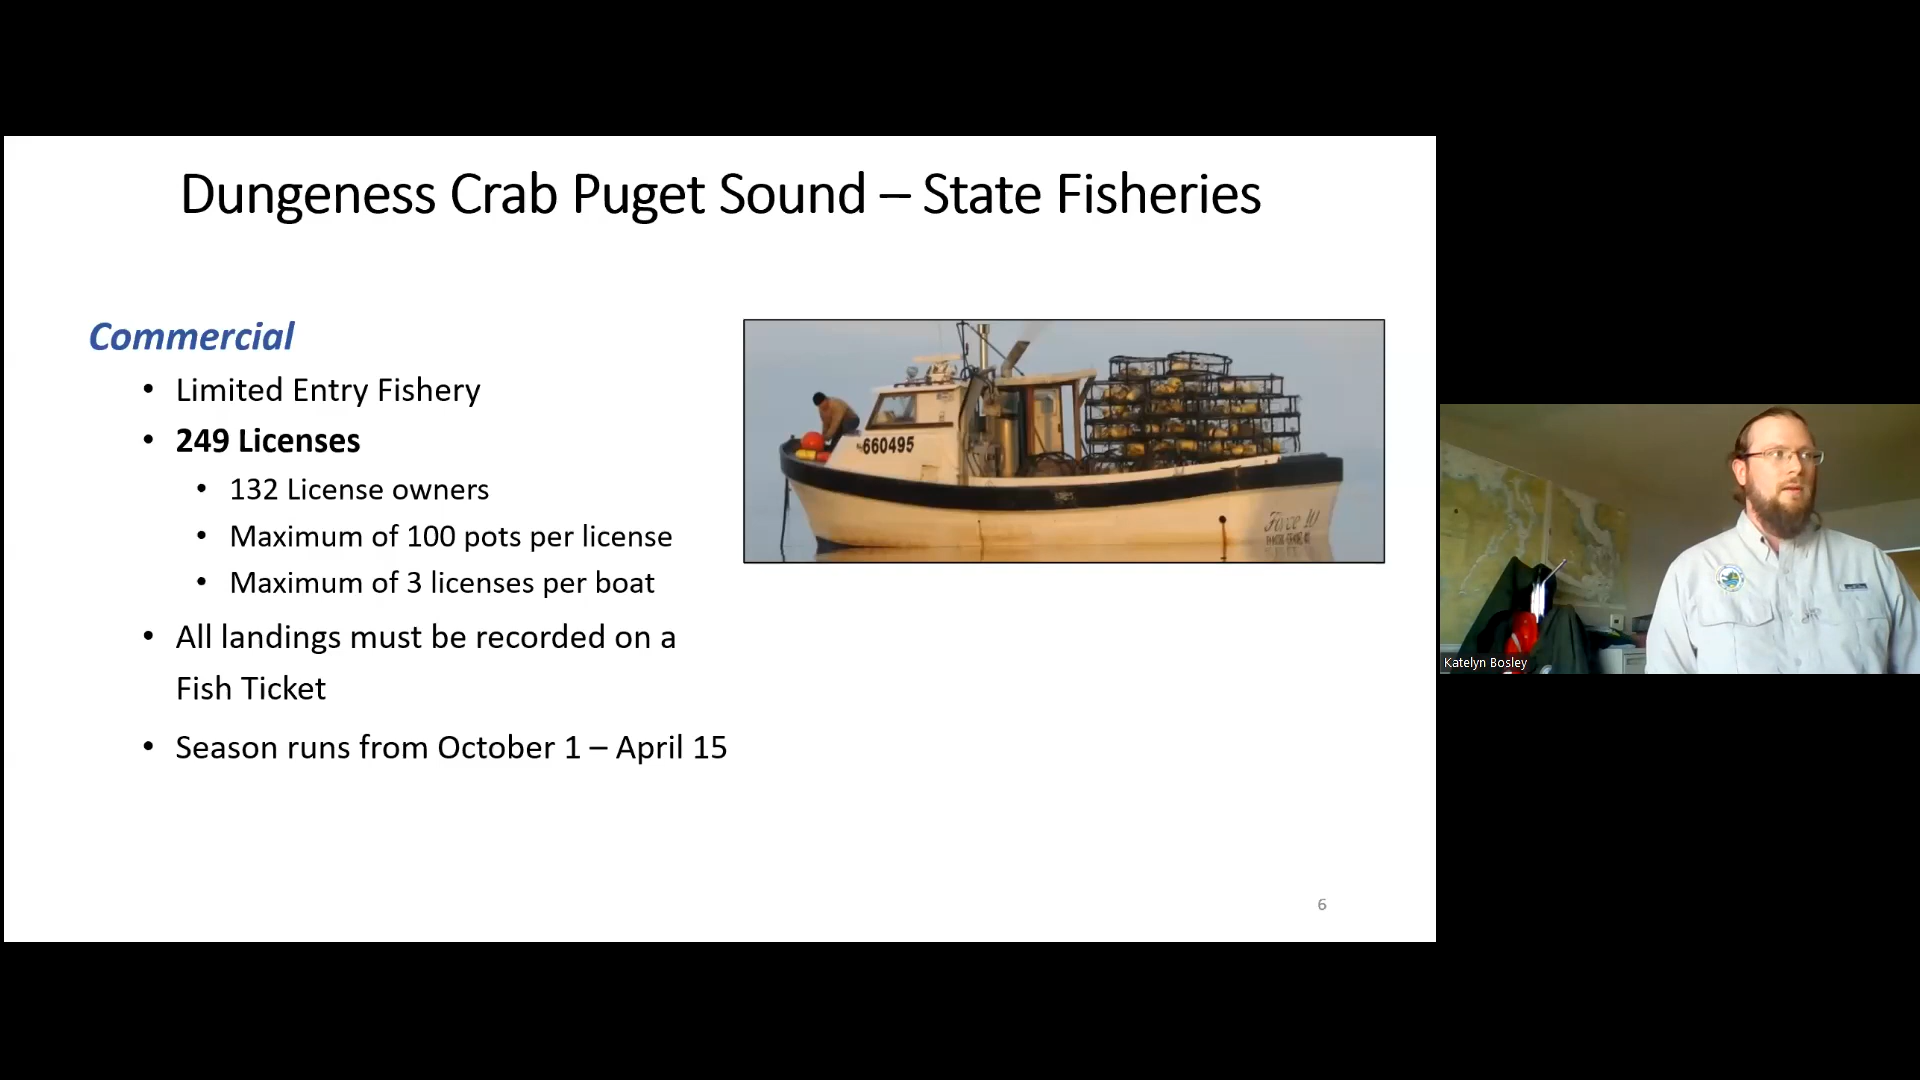 Dungeness Crab Puget Sound – State Fisheries
Commercial
• Limited Entry Fishery
• 249 Licenses
• 132 License owners
• Maximum of 100 pots per license
• Maximum of 3 licenses per boat
• All landings must be recorded on a
Fish Ticket
• Season runs from October 1 – April 15
660495
Force 10
6
Katelyn Bosley